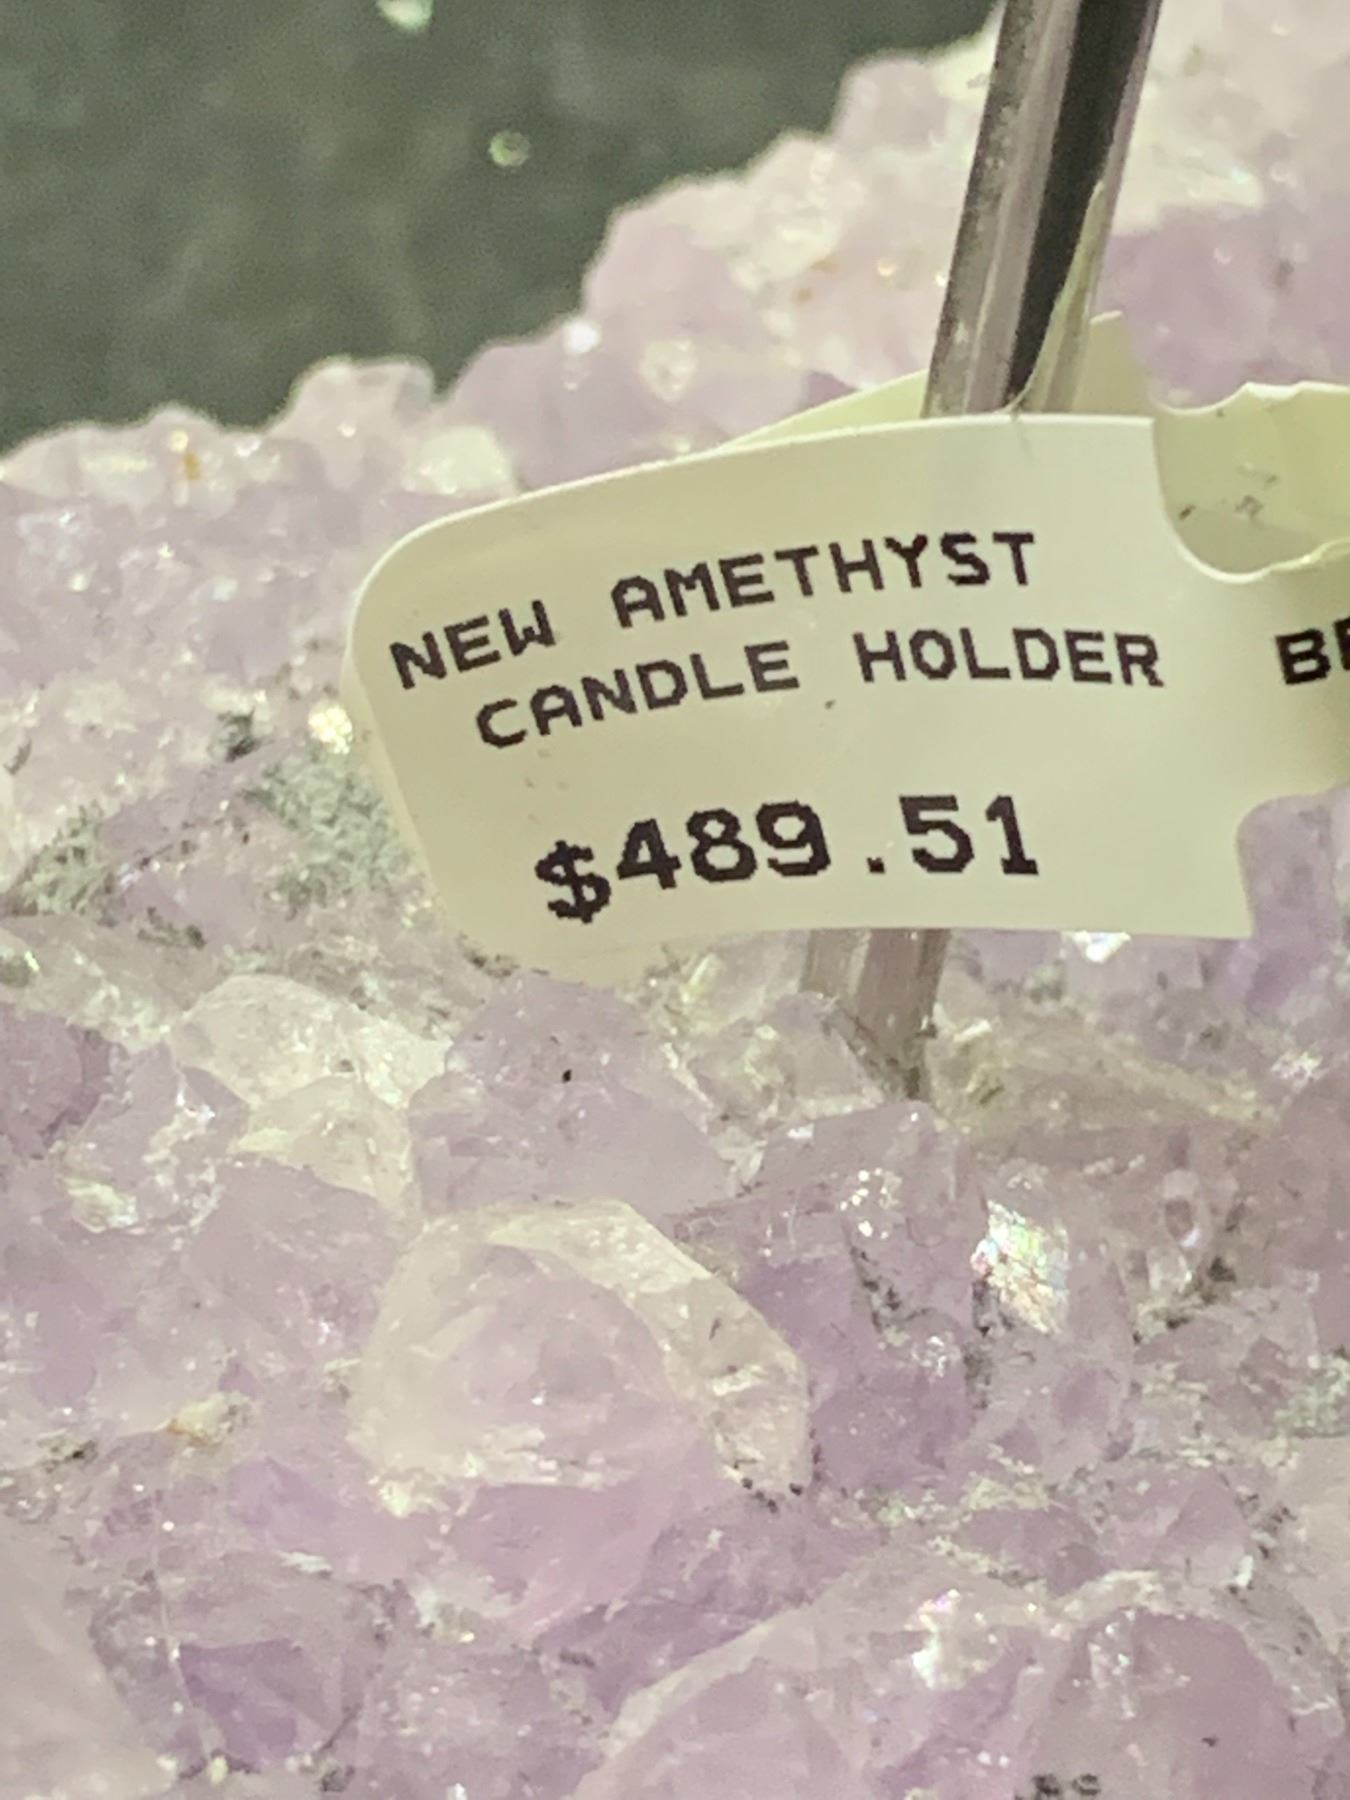 NEW AMETHYST
CANDLE HOLDER
$489.51